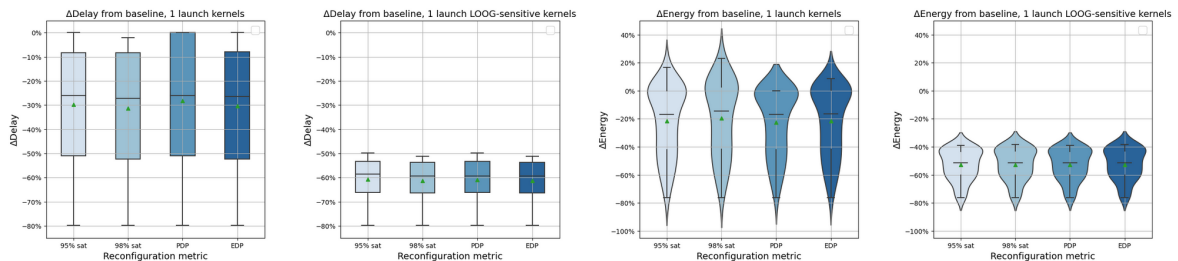 ΔDelay from baseline, 1 launch kernels
0%
−10%
−20%
−30%
−40%
−50%
−60%
−70%
−80%
ΔDelay
95% sat 98% sat PDP EDP
Reconfiguration metric
ΔDelay from baseline, 1 launch LOOG-sensitive kernels
0%
−10%
−20%
−30%
−40%
−50%
−60%
−70%
−80%
ΔDelay
95% sat 98% sat PDP EDP
Reconfiguration metric
ΔEnergy from baseline, 1 launch kernels
40%
20%
0%
−20%
−40%
−60%
−80%
−100%
ΔEnergy
95% sat 98% sat PDP EDP
Reconfiguration metric
ΔEnergy from baseline, 1 launch LOOG-sensitive kernels
40%
20%
0%
−20%
−40%
−60%
−80%
−100%
ΔEnergy
95% sat 98% sat PDP EDP
Reconfiguration metric